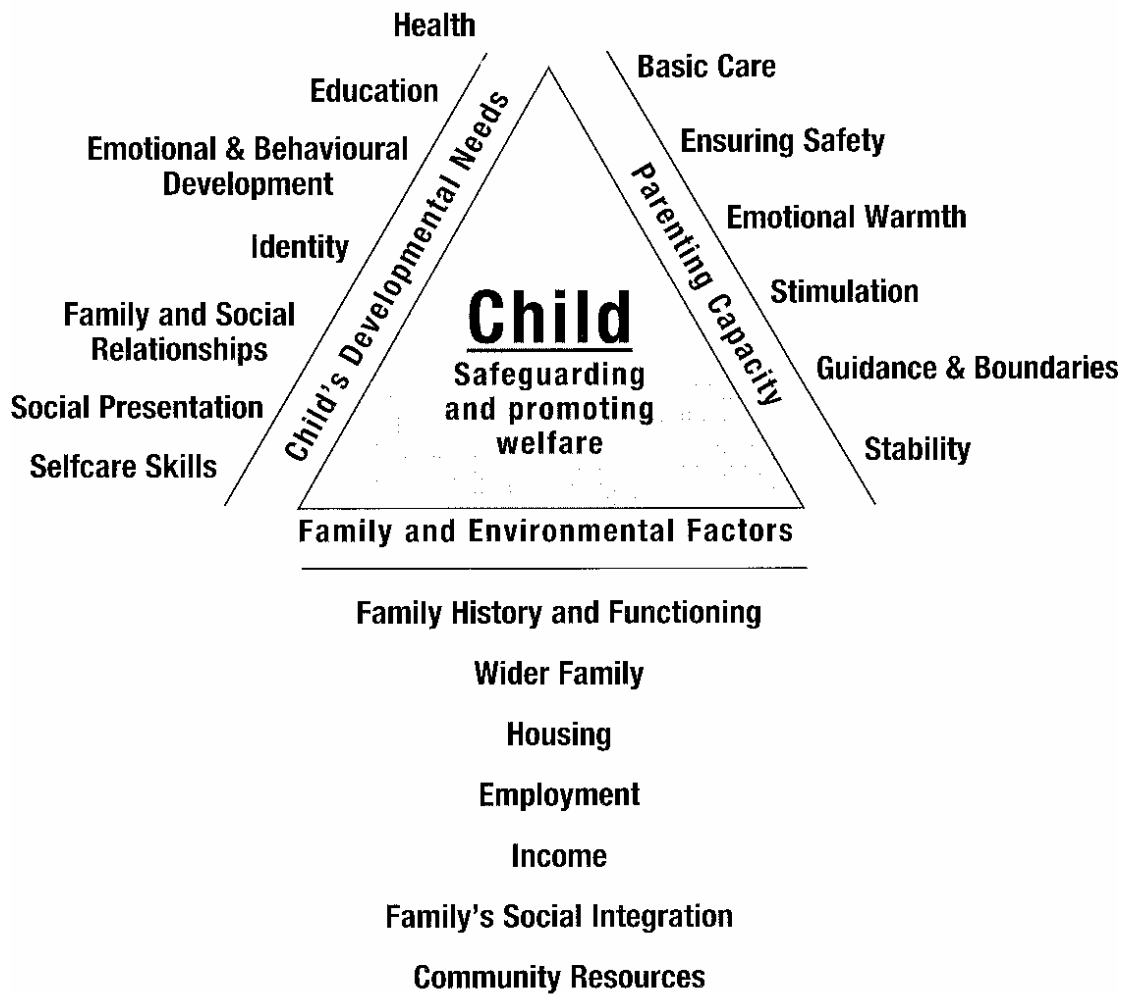 Health
Education
Emotional & Behavioural
Development
Identity
Family and Social
Relationships
Social Presentation
Selfcare Skills
Child's Developmental Needs
Basic Care
Ensuring Safety
Emotional Warmth
Stimulation
Guidance & Boundaries
Stability
Parenting Capacity
Child
Safeguarding
and promoting
welfare
Family and Environmental Factors
Family History and Functioning
Wider Family
Housing
Employment
Income
Family's Social Integration
Community Resources